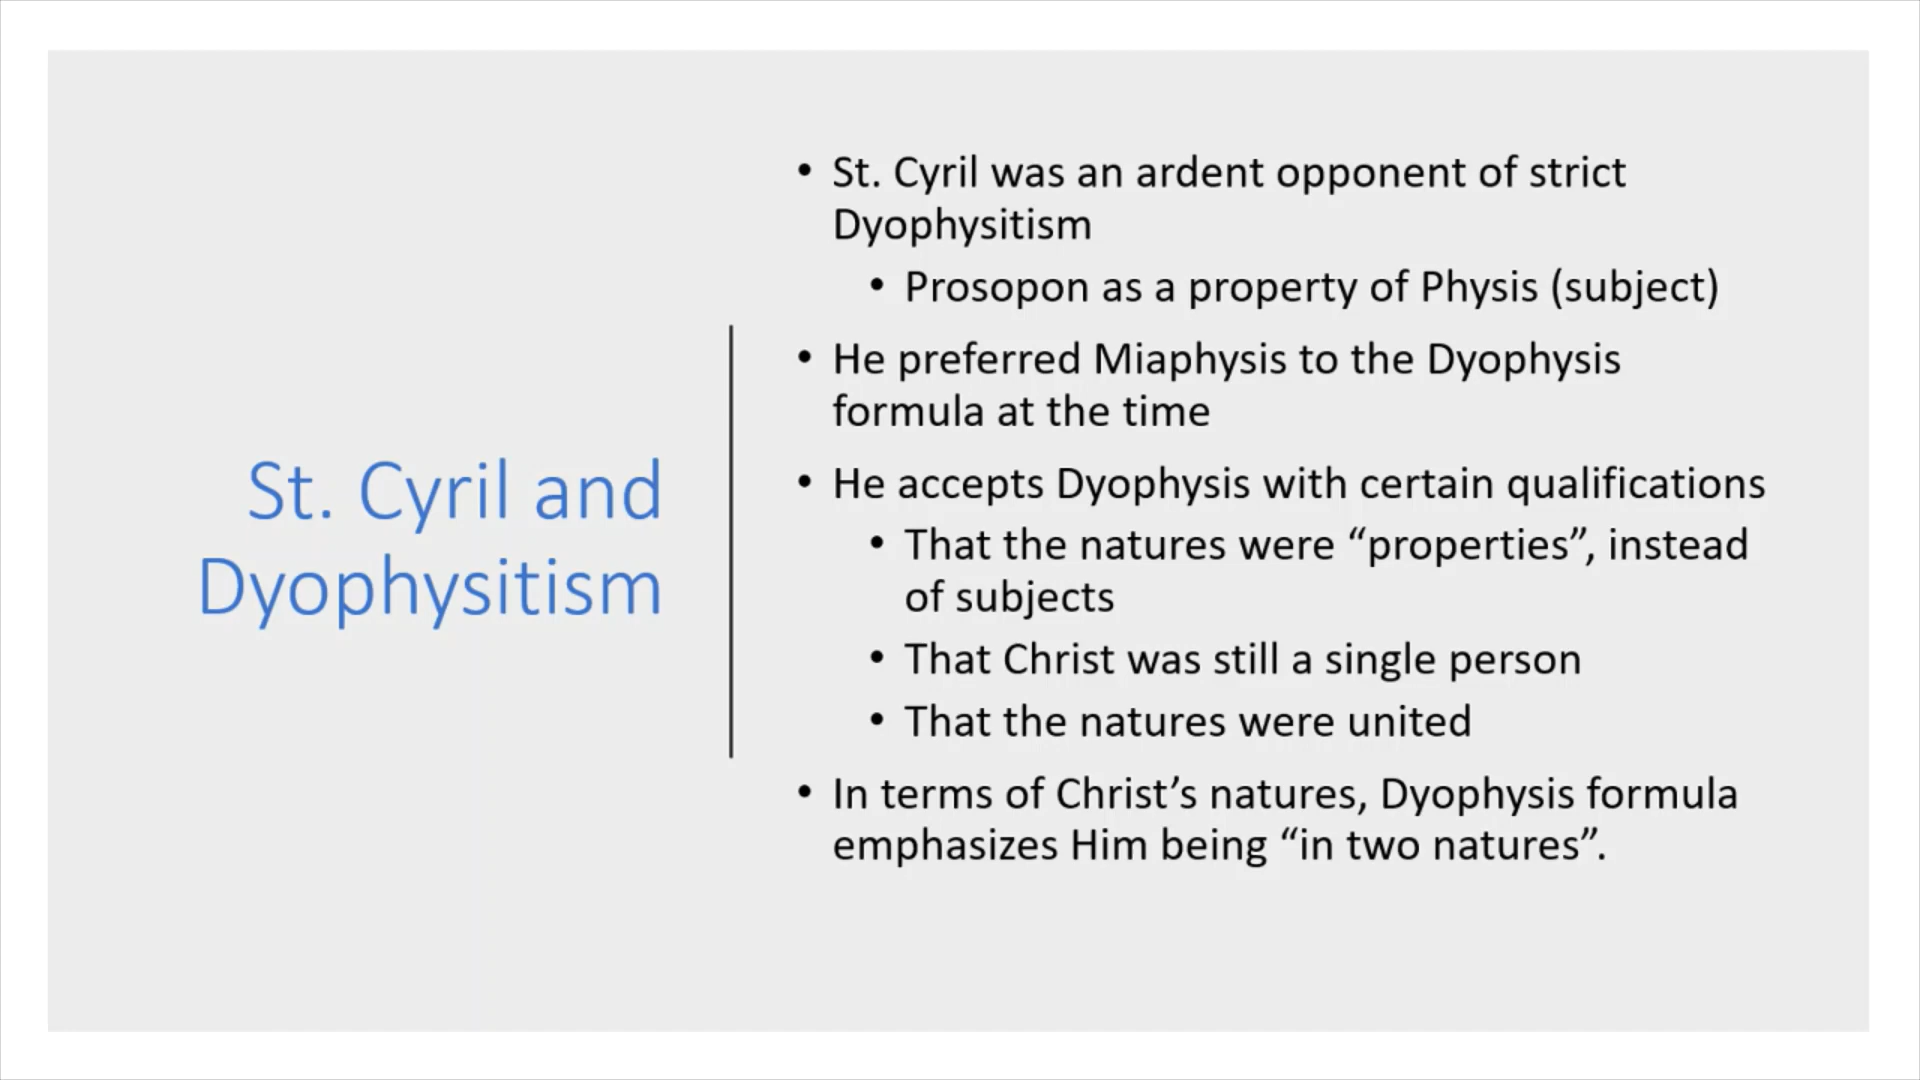 St. Cyril and
Dyophysitism
• St. Cyril was an ardent opponent of strict
Dyophysitism
• Prosopon as a property of Physis (subject)
• He preferred Miaphysis to the Dyophysis
formula at the time
• He accepts Dyophysis with certain qualifications
• That the natures were “properties”, instead
of subjects
• That Christ was still a single person
• That the natures were united
• In terms of Christ’s natures, Dyophysis formula
emphasizes Him being “in two natures”.